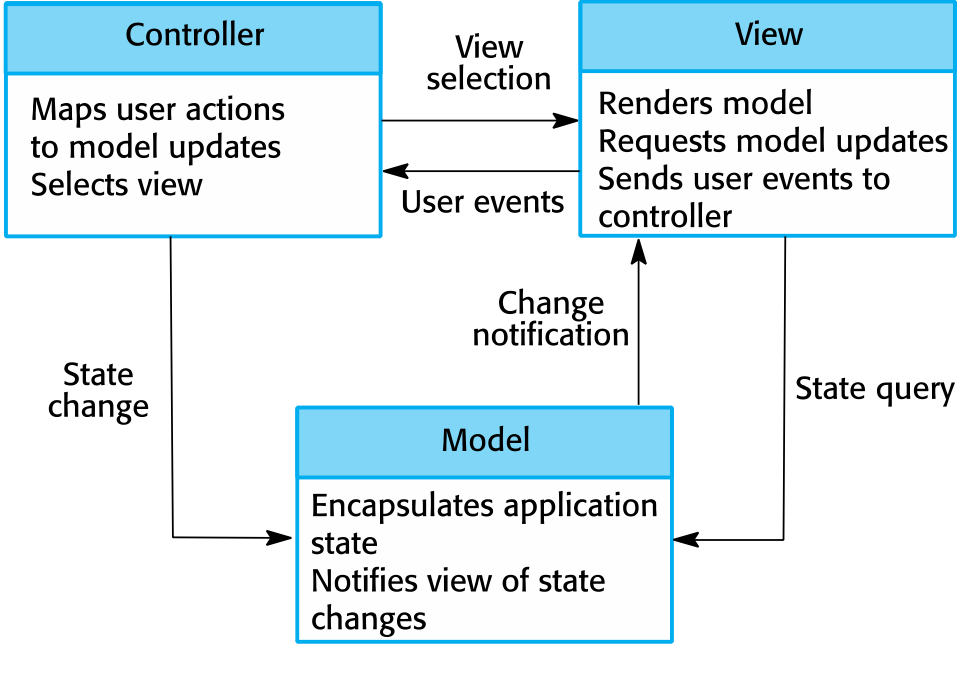 Controller
Maps user actions
to model updates
Selects view
View
selection
User events
View
Renders model
Requests model updates
Sends user events to
controller
Change
notification
State
change
State query
Model
Encapsulates application
state
Notifies view of state
changes